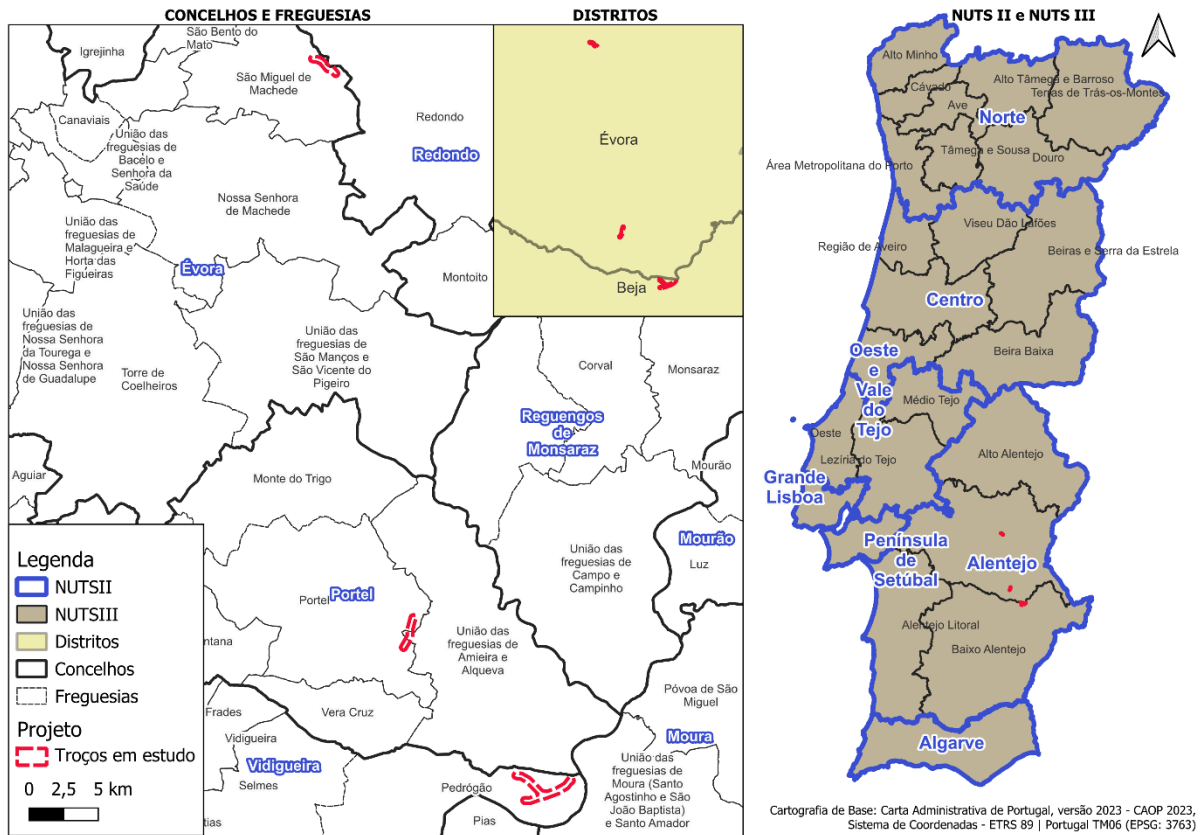 CONCELHOS E FREGUESIAS
DISTRITOS
NUTS II e NUTS III
Igrejinha
São Bento do
Mato
São Miguel de
Machede
Canaviais
União das
freguesias de
Bacelo e
Senhora da
Saúde
Redondo
Redondo
Nossa Senhora
de Machede
União das
freguesias de
Malagueira e
Horta das
Figueiras
Évora
Montoito
União das
freguesias de
Nossa Senhora
da Tourega e
Nossa Senhora
de Guadalupe
Torre de
Coelheiros
União das
freguesias de
São Manços e
São Vicente do
Pigeiro
Corval
Monsaraz
Reguengos
de
Monsaraz
Aguiar
Monte do Trigo
Mourão
Mourão
Luz
União das
freguesias de
Campo e
Campinho
Portel
Portel
União das
freguesias de
Amieira e
Alqueva
ntana
Frades
Vera Cruz
Póvoa de São
Miguel
Moura
Vidigueira
Vidigueira
Selmes
Pedrógão
União das
freguesias de
Moura (Santo
Agostinho e São
João Baptista)
e Santo Amador
Pias
tias
Évora
Beja
Legenda
NUTSII
NUTSIII
Distritos
Concelhos
Freguesias
Projeto
Troços em estudo
0 2,5 5 km
Alto Minho
Alto Tâmega e Barroso
Terras de Trás-os-Montes
Cávado
Ave
Norte
Tâmega e Sousa
Douro
Área Metropolitana do Porto
Viseu Dão Lafões
Região de Aveiro
Beiras e Serra da Estrela
Centro
Oeste
e
Vale
do
Tejo
Beira Baixa
Médio Tejo
Oeste
Lezíria do Tejo
Alto Alentejo
Grande
Lisboa
Península
de
Setúbal
Alentejo
Alentejo Litoral
Baixo Alentejo
Algarve
Cartografia de Base: Carta Administrativa de Portugal, versão 2023 - CAOP 2023
Sistema de Coordenadas - ETRS 89 | Portugal TM06 (EPSG: 3763)